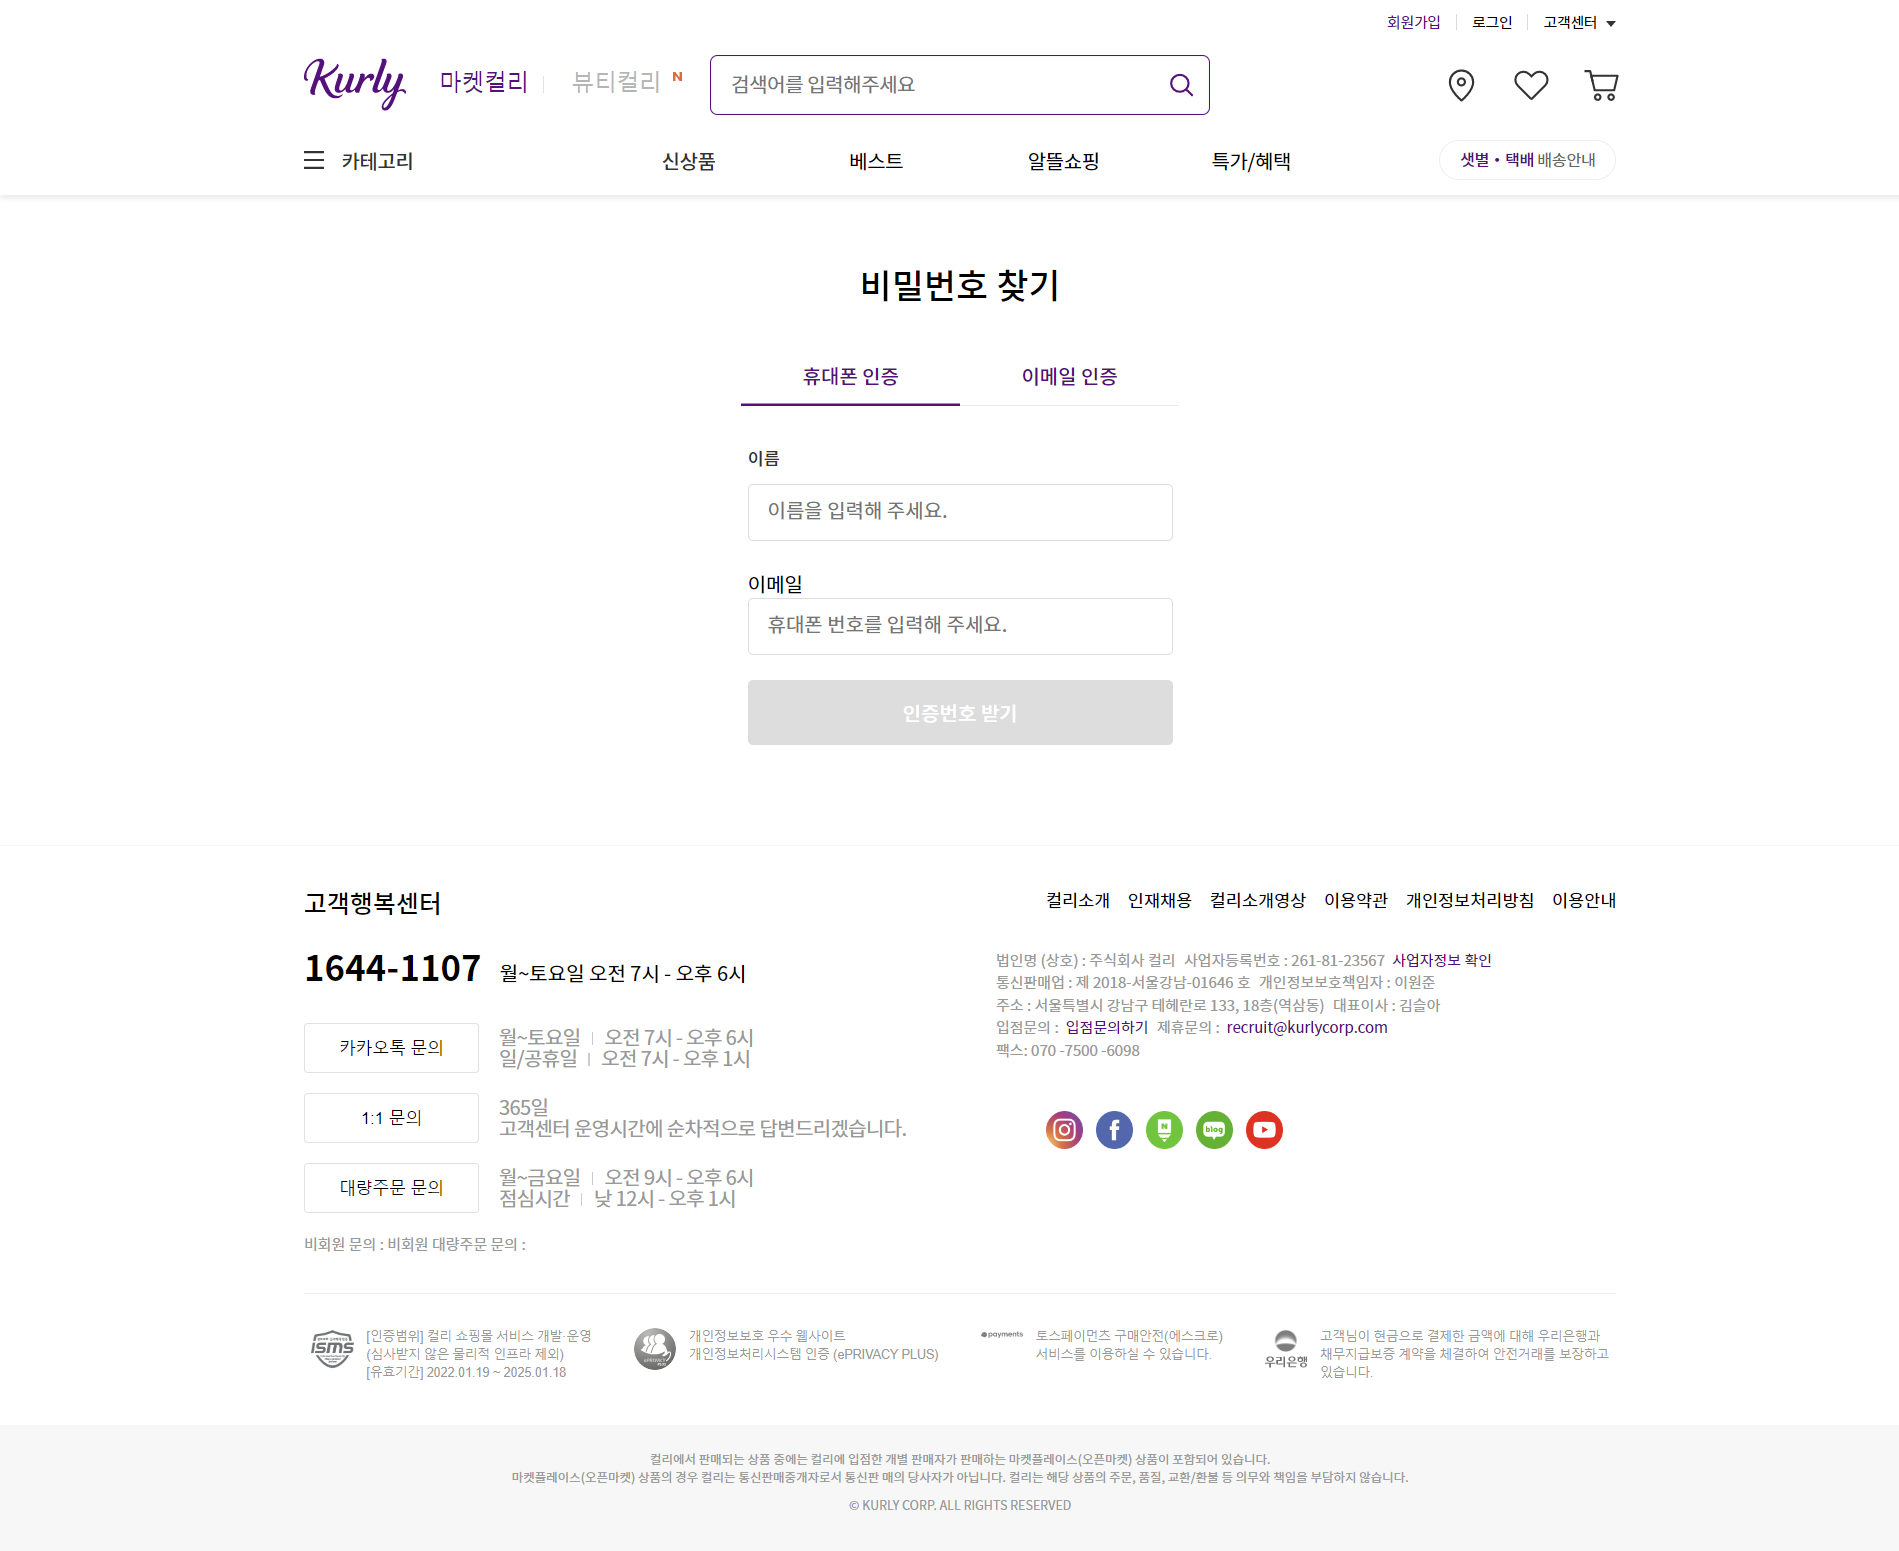 회원가입 로그인 고객센터
Kurly 마켓컬리 뷰티컬리 N 검색어를 입력해주세요
카테고리 신상품 베스트 알뜰쇼핑 특가/혜택 샛별•택배 배송안내
비밀번호 찾기
휴대폰 인증 이메일 인증
이름
이름을 입력해 주세요.
이메일
휴대폰 번호를 입력해 주세요.
인증번호 받기
고객행복센터
1644-1107 월~토요일 오전 7시 - 오후 6시
카카오톡 문의
월~토요일 오전 7시 - 오후 6시
일/공휴일 오전 7시 - 오후 1시
1:1 문의
365일
고객센터 운영시간에 순차적으로 답변드리겠습니다.
대량주문 문의
월~금요일 오전 9시 - 오후 6시
점심시간 낮 12시 - 오후 1시
비회원 문의 : 비회원 대량주문 문의 :
컬리소개 인재채용 컬리소개영상 이용약관 개인정보처리방침 이용안내
법인명 (상호) : 주식회사 컬리 사업자등록번호 : 261-81-23567 사업자정보 확인
통신판매업 : 제 2018-서울강남-01646 호 개인정보보호책임자 : 이원준
주소 : 서울특별시 강남구 테헤란로 133, 18층(역삼동) 대표이사 : 김슬아
입점문의 : 입점문의하기 제휴문의 : recruit@kurlycorp.com
팩스: 070 -7500 -6098
f N blog
ISMS
[인증범위] 컬리 쇼핑몰 서비스 개발·운영
(심사받지 않은 물리적 인프라 제외)
[유효기간] 2022.01.19 ~ 2025.01.18
ePRIVACY PLUS
개인정보보호 우수 웹사이트
개인정보처리시스템 인증 (ePRIVACY PLUS)
payments
토스페이먼츠 구매안전(에스크로)
서비스를 이용하실 수 있습니다.
우리은행
고객님이 현금으로 결제한 금액에 대해 우리은행과
채무지급보증 계약을 체결하여 안전거래를 보장하고
있습니다.
컬리에서 판매되는 상품 중에는 컬리에 입점한 개별 판매자가 판매하는 마켓플레이스(오픈마켓) 상품이 포함되어 있습니다.
마켓플레이스(오픈마켓) 상품의 경우 컬리는 통신판매중개자로서 통신판 매의 당사자가 아닙니다. 컬리는 해당 상품의 주문, 품질, 교환/환불 등 의무와 책임을 부담하지 않습니다.
© KURLY CORP. ALL RIGHTS RESERVED